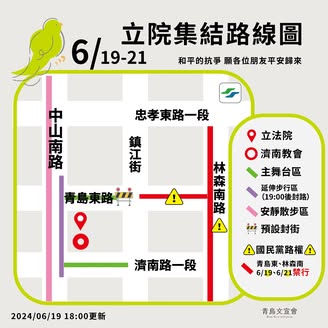 立院集結路線圖
6/19-21
和平的抗爭 願各位朋友平安歸來
忠孝東路一段
中山南路
鎮江街
林森南路
青島東路
濟南路一段
立法院
濟南教會
主舞台區
延伸步行區
(19:00後封路)
安靜散步區
預設封街
國民黨路權
青島東、林森南
6/19、6/21禁行
2024/06/19 18:00更新
青島文宣會